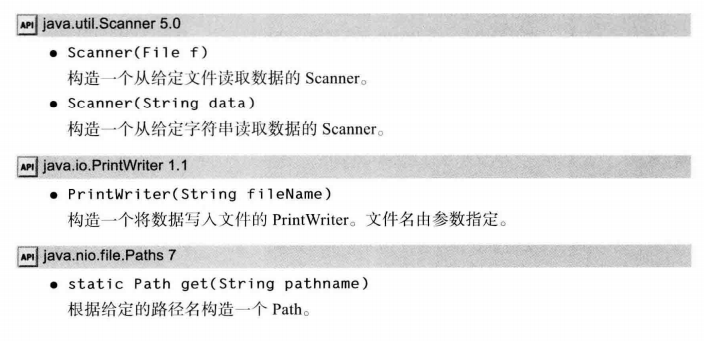 API java.util.Scanner 5.0
● Scanner(File f)
构造一个从给定文件读取数据的 Scanner。
● Scanner(String data)
构造一个从给定字符串读取数据的 Scanner。
API java.io.PrintWriter 1.1
● PrintWriter(String fileName)
构造一个将数据写入文件的 PrintWriter。文件名由参数指定。
API java.nio.file.Paths 7
● static Path get(String pathname)
根据给定的路径名构造一个 Path。